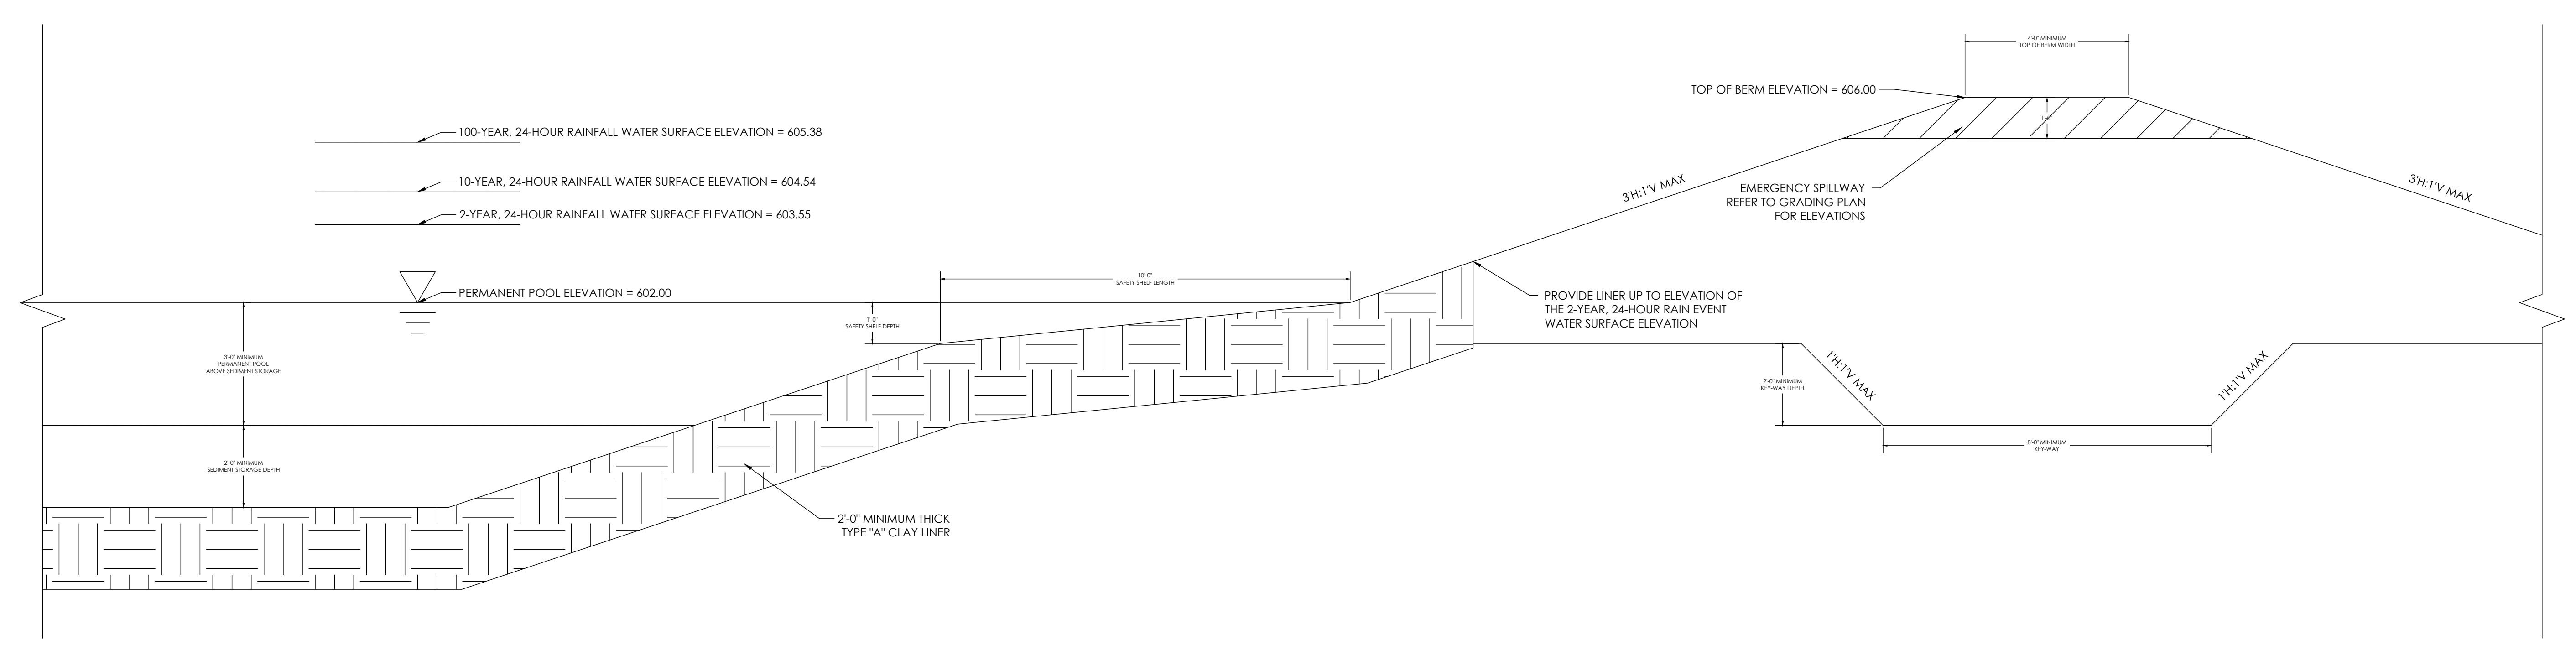 4'-0" MINIMUM
TOP OF BERM WIDTH
TOP OF BERM ELEVATION = 606.00
1'-0"
100-YEAR, 24-HOUR RAINFALL WATER SURFACE ELEVATION = 605.38
10-YEAR, 24-HOUR RAINFALL WATER SURFACE ELEVATION = 604.54
2-YEAR, 24-HOUR RAINFALL WATER SURFACE ELEVATION = 603.55
3'H:1'V MAX
EMERGENCY SPILLWAY
REFER TO GRADING PLAN
FOR ELEVATIONS
3'H:1'V MAX
PERMANENT POOL ELEVATION = 602.00
10'-0"
SAFETY SHELF LENGTH
1'-0"
SAFETY SHELF DEPTH
PROVIDE LINER UP TO ELEVATION OF
THE 2-YEAR, 24-HOUR RAIN EVENT
WATER SURFACE ELEVATION
3'-0" MINIMUM
PERMANENT POOL
ABOVE SEDIMENT STORAGE
1'H:1'V MAX
1'H:1'V MAX
2'-0" MINIMUM
KEY-WAY DEPTH
8'-0" MINIMUM
KEY-WAY
2'-0" MINIMUM
SEDIMENT STORAGE DEPTH
2'-0" MINIMUM THICK
TYPE "A" CLAY LINER